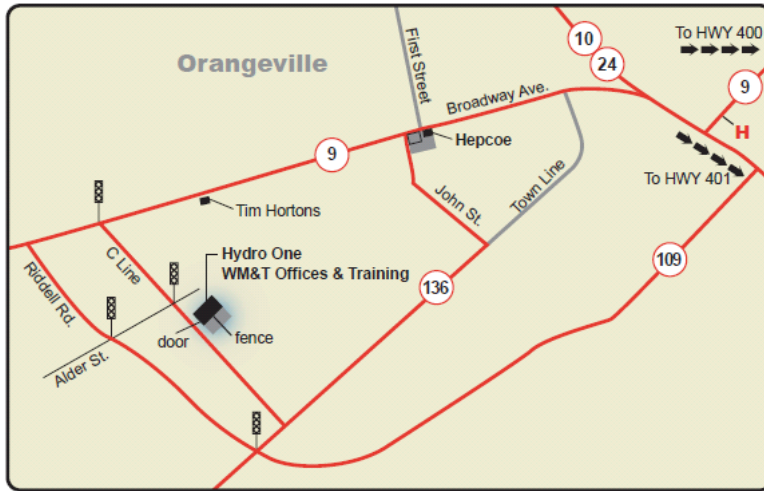 To HWY 400
10
24
9
H
First Street
Orangeville
Broadway Ave.
Hepcoe
9
To HWY 401
Town Line
John St.
Tim Hortons
C Line
Hydro One
WM&T Offices & Training
Riddell Rd.
109
136
door
fence
Alder St.